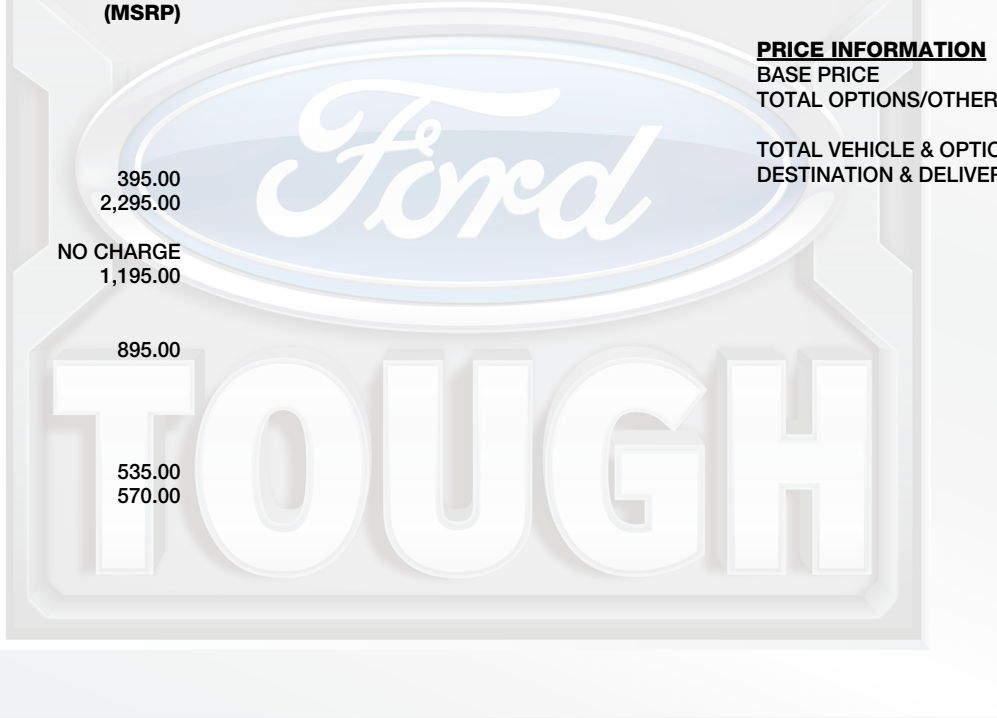 (MSRP)
395.00
2,295.00
NO CHARGE
1,195.00
895.00
535.00
570.00
PRICE INFORMATION
BASE PRICE
TOTAL OPTIONS/OTHER
TOTAL VEHICLE & OPTIO
DESTINATION & DELIVER
Ford
TOUGH